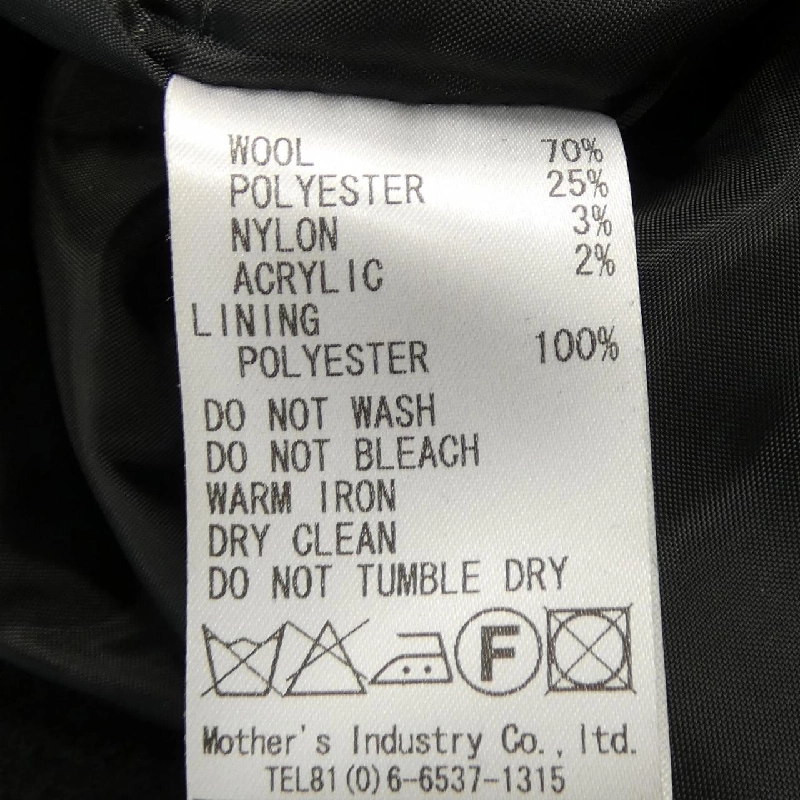 WOOL 70%
POLYESTER 25%
NYLON 3%
ACRYLIC 2%
LINING
POLYESTER 100%
DO NOT WASH
DO NOT BLEACH
WARM IRON
DRY CLEAN
DO NOT TUMBLE DRY
F
Mother's Industry Co., ltd.
TEL81(0)6-6537-1315